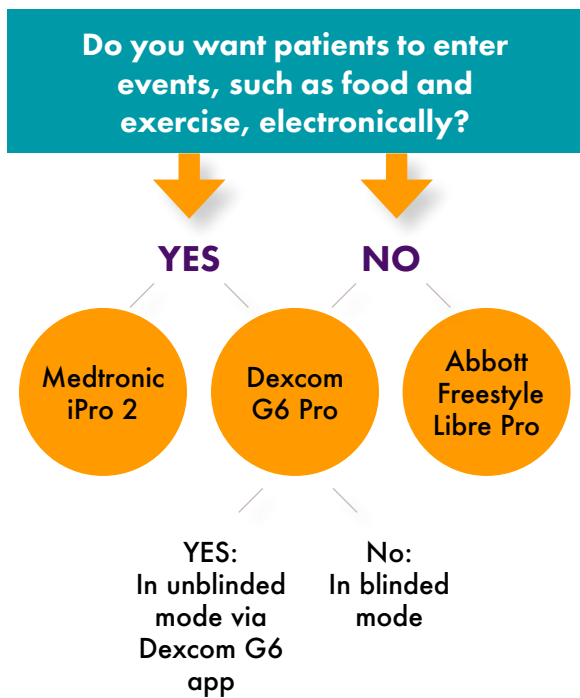 Do you want patients to enter
events, such as food and
exercise, electronically?
YES
NO
Medtronic
iPro 2
Dexcom
G6 Pro
Abbott
Freestyle
Libre Pro
YES:
In unblinded
mode via
Dexcom G6
app
No:
In blinded
mode